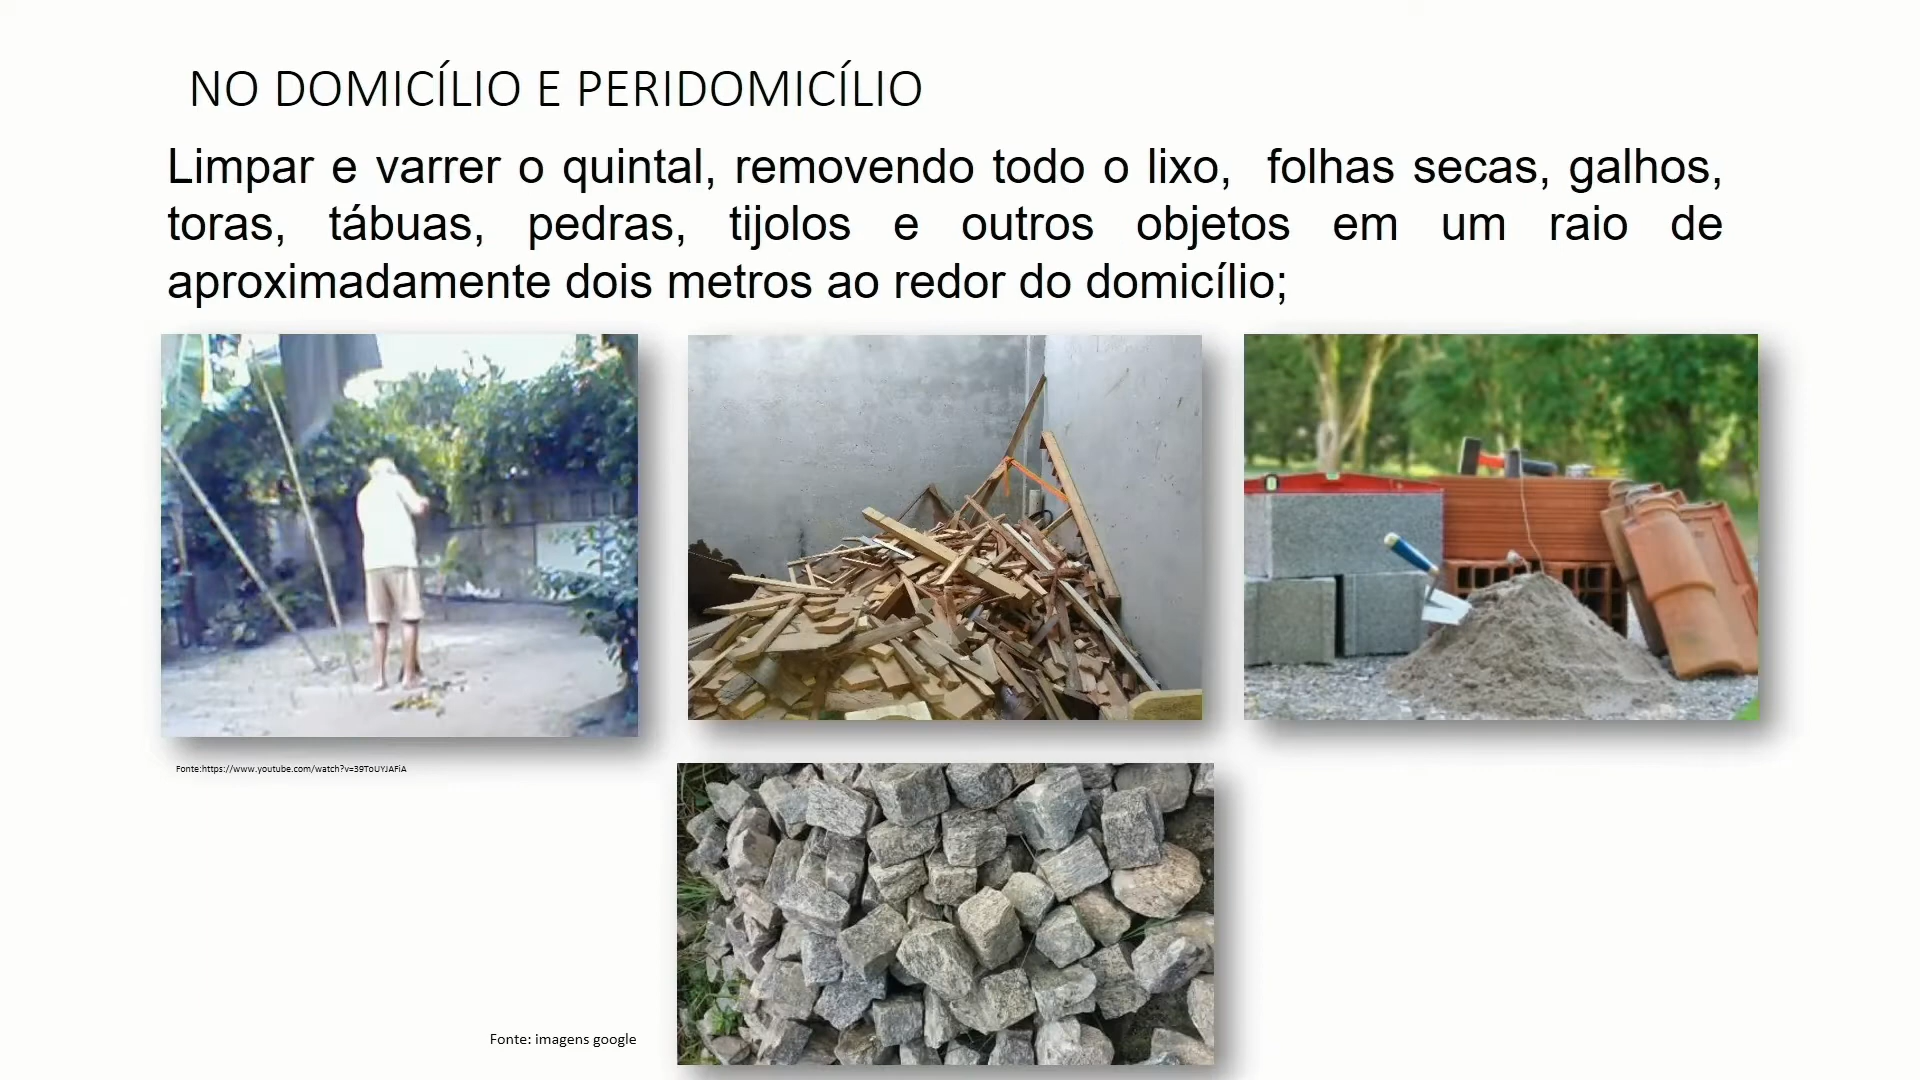 NO DOMICÍLIO E PERIDOMICÍLIO
Limpar e varrer o quintal, removendo todo o lixo, folhas secas, galhos,
toras, tábuas, pedras, tijolos e outros objetos em um raio de
aproximadamente dois metros ao redor do domicílio;
Fonte:https://www.youtube.com/watch?v=39ToUYJAFiA
Fonte: imagens google